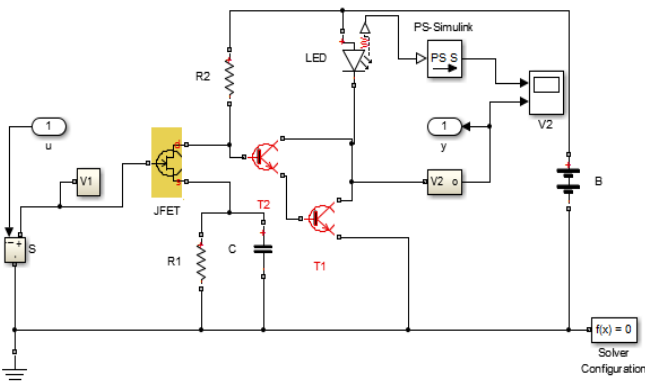 PS-Simulink
LED
PS S
R2
1
u
1
y
V2
V1
V2 o
B
JFET
T2
S
- +
R1
C
T1
f(x) = 0
Solver
Configuration